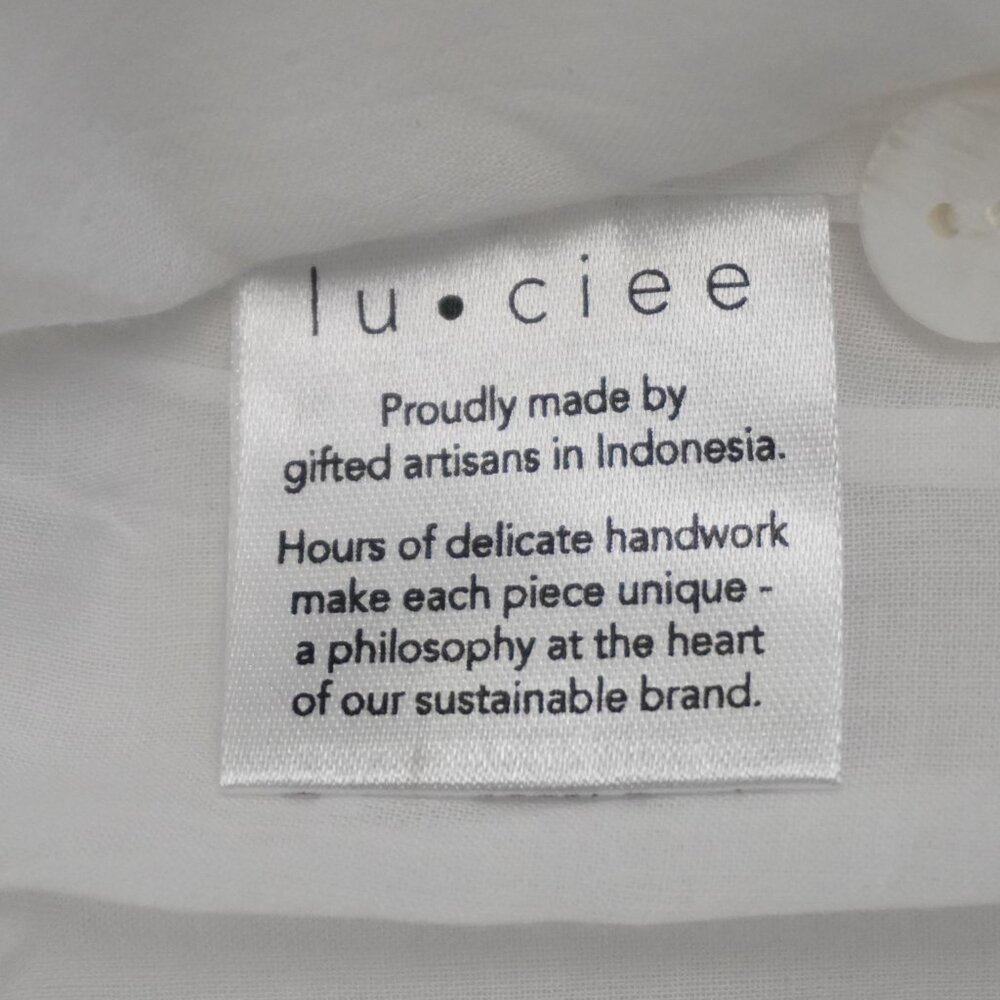 lu•ciee
Proudly made by
gifted artisans in Indonesia.
Hours of delicate handwork
make each piece unique -
a philosophy at the heart
of our sustainable brand.